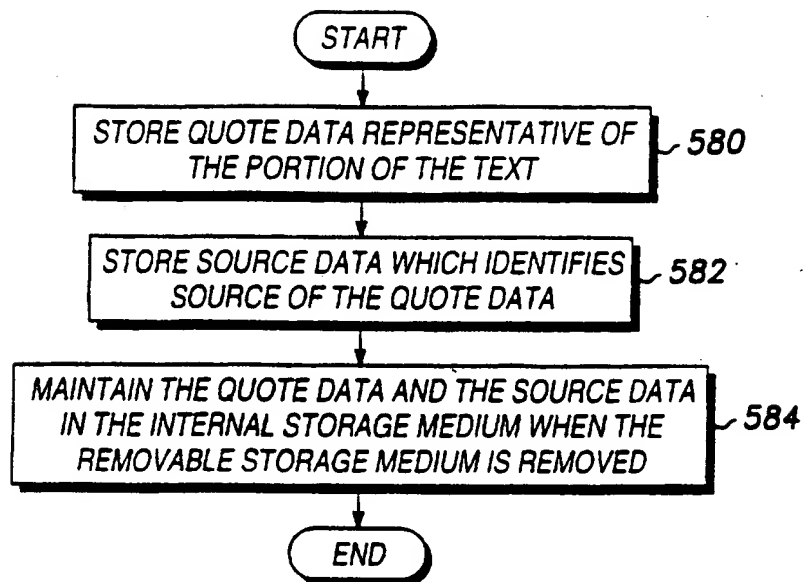 START
STORE QUOTE DATA REPRESENTATIVE OF
THE PORTION OF THE TEXT
580
STORE SOURCE DATA WHICH IDENTIFIES
SOURCE OF THE QUOTE DATA
582
MAINTAIN THE QUOTE DATA AND THE SOURCE DATA
IN THE INTERNAL STORAGE MEDIUM WHEN THE
REMOVABLE STORAGE MEDIUM IS REMOVED
584
END